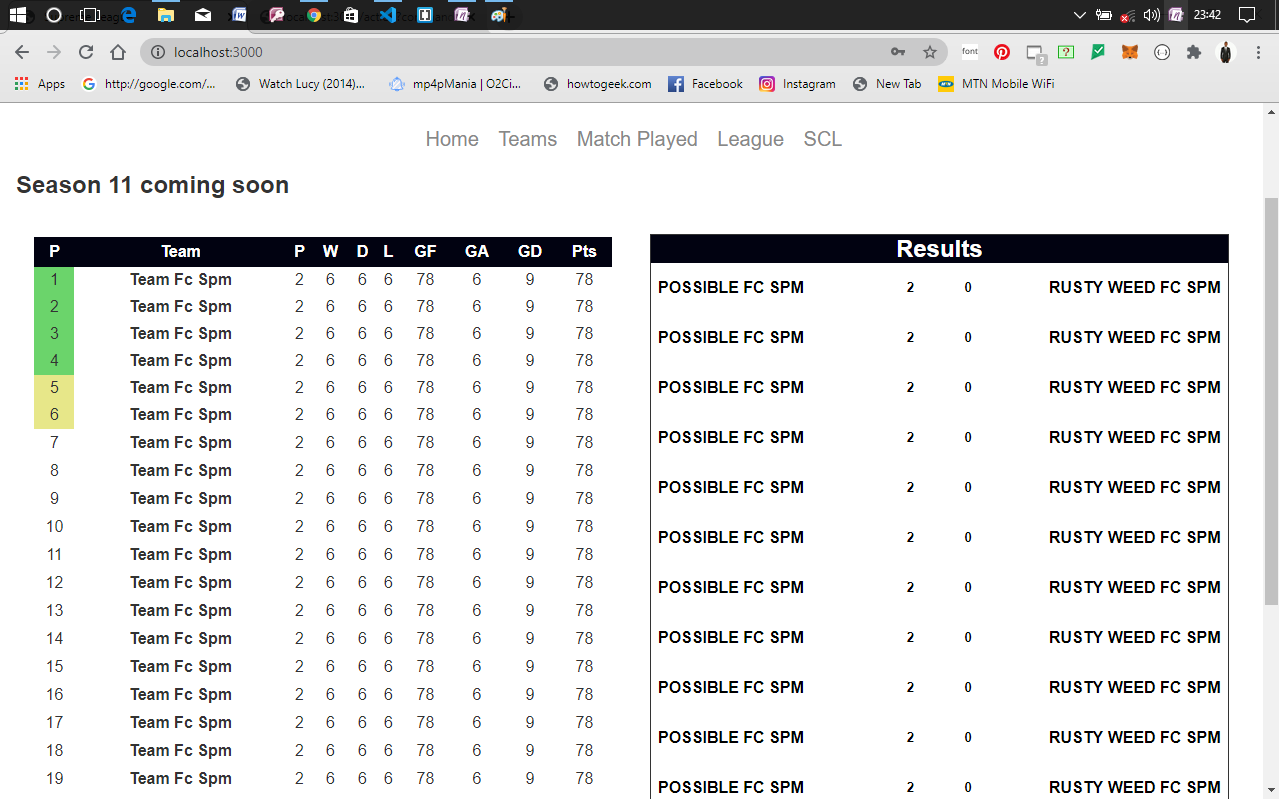 23:42
localhost:3000
font
Apps http://google.com/... Watch Lucy (2014)... mp4pMania | O2Ci... howtogeek.com Facebook Instagram New Tab MTN Mobile WiFi
Home Teams Match Played League SCL
Season 11 coming soon
P Team P W D L GF GA GD Pts
1 Team Fc Spm 2 6 6 6 78 6 9 78
2 Team Fc Spm 2 6 6 6 78 6 9 78
3 Team Fc Spm 2 6 6 6 78 6 9 78
4 Team Fc Spm 2 6 6 6 78 6 9 78
5 Team Fc Spm 2 6 6 6 78 6 9 78
6 Team Fc Spm 2 6 6 6 78 6 9 78
7 Team Fc Spm 2 6 6 6 78 6 9 78
8 Team Fc Spm 2 6 6 6 78 6 9 78
9 Team Fc Spm 2 6 6 6 78 6 9 78
10 Team Fc Spm 2 6 6 6 78 6 9 78
11 Team Fc Spm 2 6 6 6 78 6 9 78
12 Team Fc Spm 2 6 6 6 78 6 9 78
13 Team Fc Spm 2 6 6 6 78 6 9 78
14 Team Fc Spm 2 6 6 6 78 6 9 78
15 Team Fc Spm 2 6 6 6 78 6 9 78
16 Team Fc Spm 2 6 6 6 78 6 9 78
17 Team Fc Spm 2 6 6 6 78 6 9 78
18 Team Fc Spm 2 6 6 6 78 6 9 78
19 Team Fc Spm 2 6 6 6 78 6 9 78
Results
POSSIBLE FC SPM 2 0 RUSTY WEED FC SPM
POSSIBLE FC SPM 2 0 RUSTY WEED FC SPM
POSSIBLE FC SPM 2 0 RUSTY WEED FC SPM
POSSIBLE FC SPM 2 0 RUSTY WEED FC SPM
POSSIBLE FC SPM 2 0 RUSTY WEED FC SPM
POSSIBLE FC SPM 2 0 RUSTY WEED FC SPM
POSSIBLE FC SPM 2 0 RUSTY WEED FC SPM
POSSIBLE FC SPM 2 0 RUSTY WEED FC SPM
POSSIBLE FC SPM 2 0 RUSTY WEED FC SPM
POSSIBLE FC SPM 2 0 RUSTY WEED FC SPM
POSSIBLE FC SPM 2 0 RUSTY WEED FC SPM